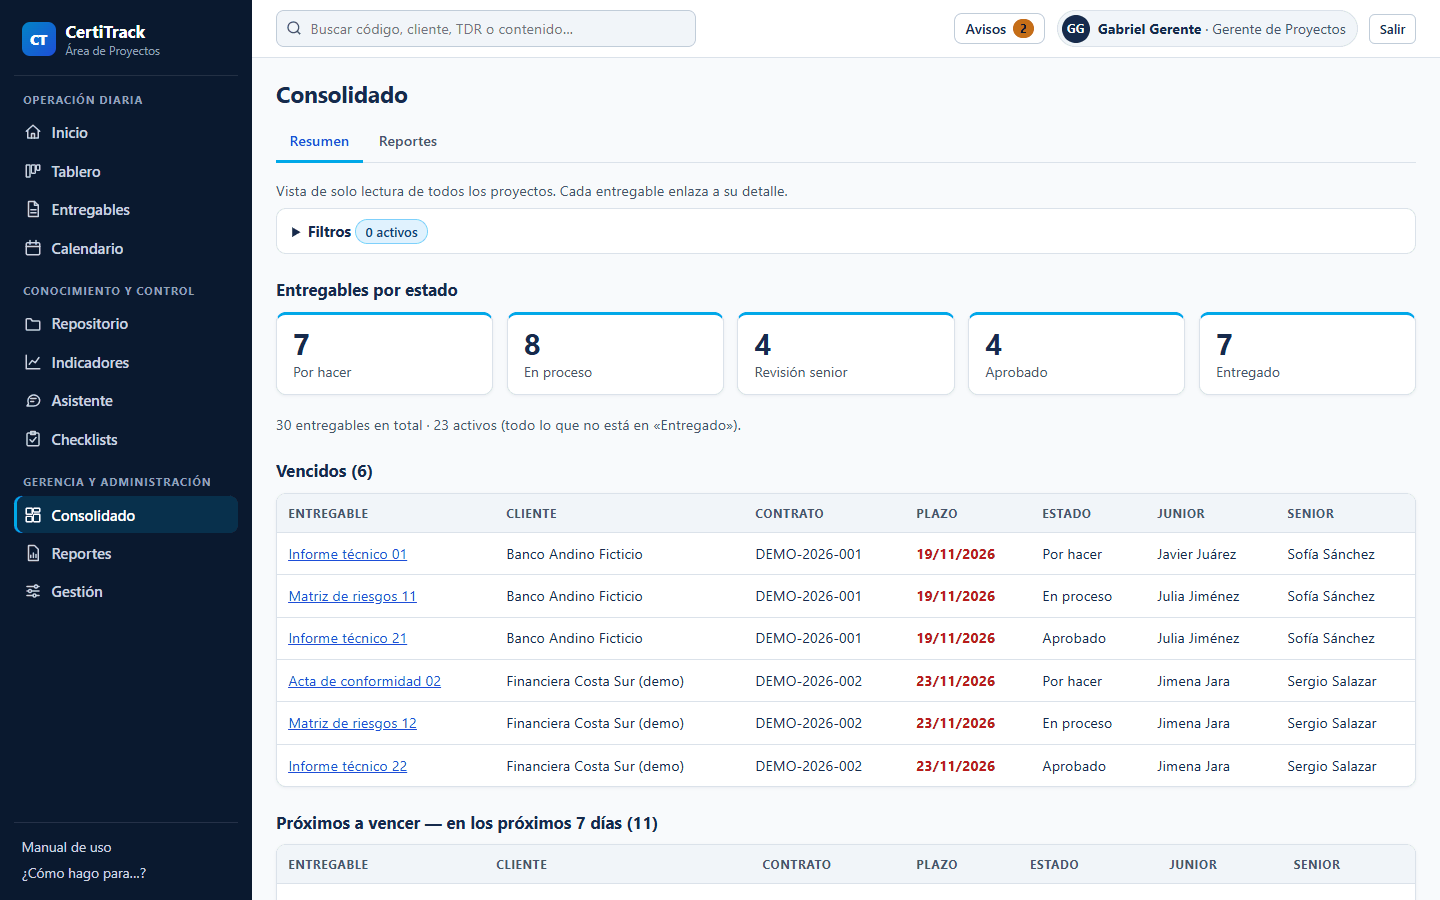 CT
CertiTrack
Área de Proyectos
OPERACIÓN DIARIA
Inicio
Tablero
Entregables
Calendario
CONOCIMIENTO Y CONTROL
Repositorio
Indicadores
Asistente
Checklists
GERENCIA Y ADMINISTRACIÓN
Consolidado
Reportes
Gestión
Manual de uso
¿Cómo hago para...?
Buscar código, cliente, TDR o contenido...
Avisos 2
GG Gabriel Gerente · Gerente de Proyectos
Salir
Consolidado
Resumen Reportes
Vista de solo lectura de todos los proyectos. Cada entregable enlaza a su detalle.
Filtros 0 activos
Entregables por estado
7 8 4 4 7
Por hacer En proceso Revisión senior Aprobado Entregado
30 entregables en total · 23 activos (todo lo que no está en «Entregado»).
Vencidos (6)
ENTREGABLE CLIENTE CONTRATO PLAZO ESTADO JUNIOR SENIOR
Informe técnico 01 Banco Andino Ficticio DEMO-2026-001 19/11/2026 Por hacer Javier Juárez Sofía Sánchez
Matriz de riesgos 11 Banco Andino Ficticio DEMO-2026-001 19/11/2026 En proceso Julia Jiménez Sofía Sánchez
Informe técnico 21 Banco Andino Ficticio DEMO-2026-001 19/11/2026 Aprobado Julia Jiménez Sofía Sánchez
Acta de conformidad 02 Financiera Costa Sur (demo) DEMO-2026-002 23/11/2026 Por hacer Jimena Jara Sergio Salazar
Matriz de riesgos 12 Financiera Costa Sur (demo) DEMO-2026-002 23/11/2026 En proceso Jimena Jara Sergio Salazar
Informe técnico 22 Financiera Costa Sur (demo) DEMO-2026-002 23/11/2026 Aprobado Jimena Jara Sergio Salazar
Próximos a vencer — en los próximos 7 días (11)
ENTREGABLE CLIENTE CONTRATO PLAZO ESTADO JUNIOR SENIOR